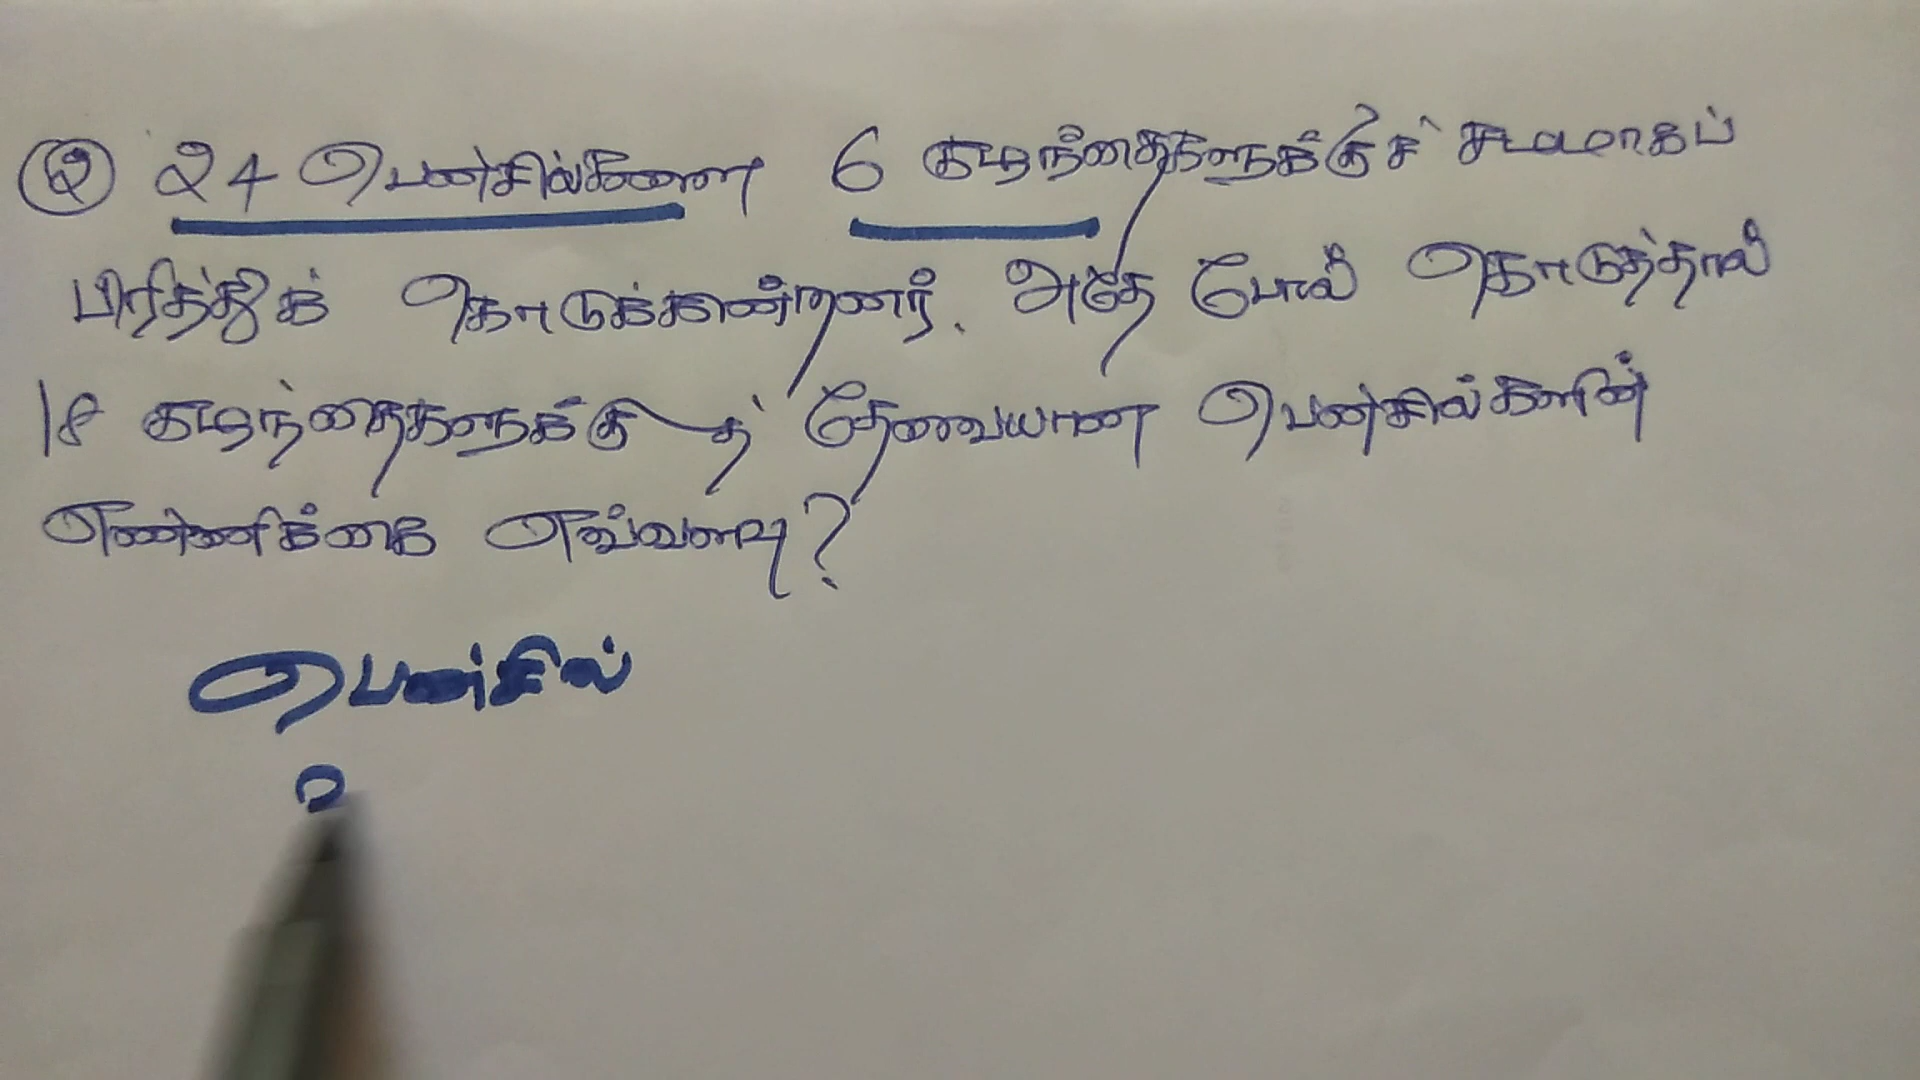 ② 24 பென்சில்களை 6 குழந்தைகளுக்குச் சமமாகப்
பிரித்துக் கொடுக்கின்றனர். அதே போல் கொடுத்தால்
18 குழந்தைகளுக்குத் தேவையான பென்சில்களின்
எண்ணிக்கை எவ்வளவு?
பென்சில்